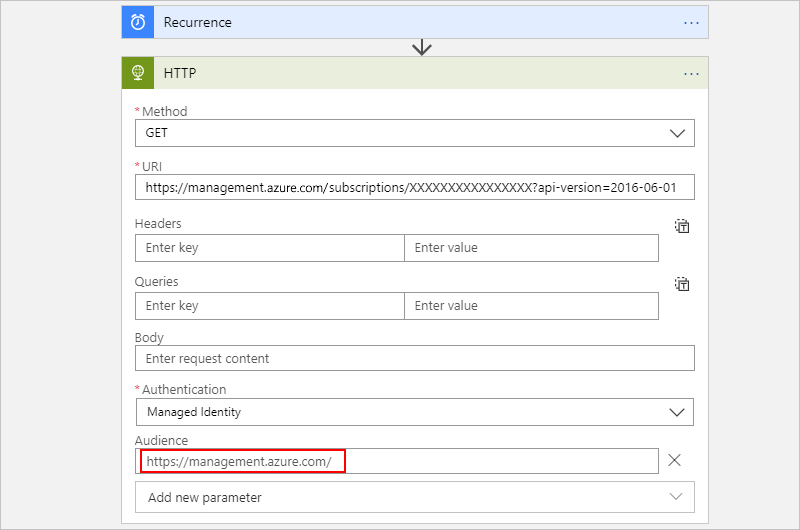 Recurrence
...
HTTP
...
* Method
GET
* URI
https://management.azure.com/subscriptions/XXXXXXXXXXXXXXXX?api-version=2016-06-01
Headers
Enter key Enter value
Queries
Enter key Enter value
Body
Enter request content
* Authentication
Managed Identity
Audience
https://management.azure.com/
Add new parameter